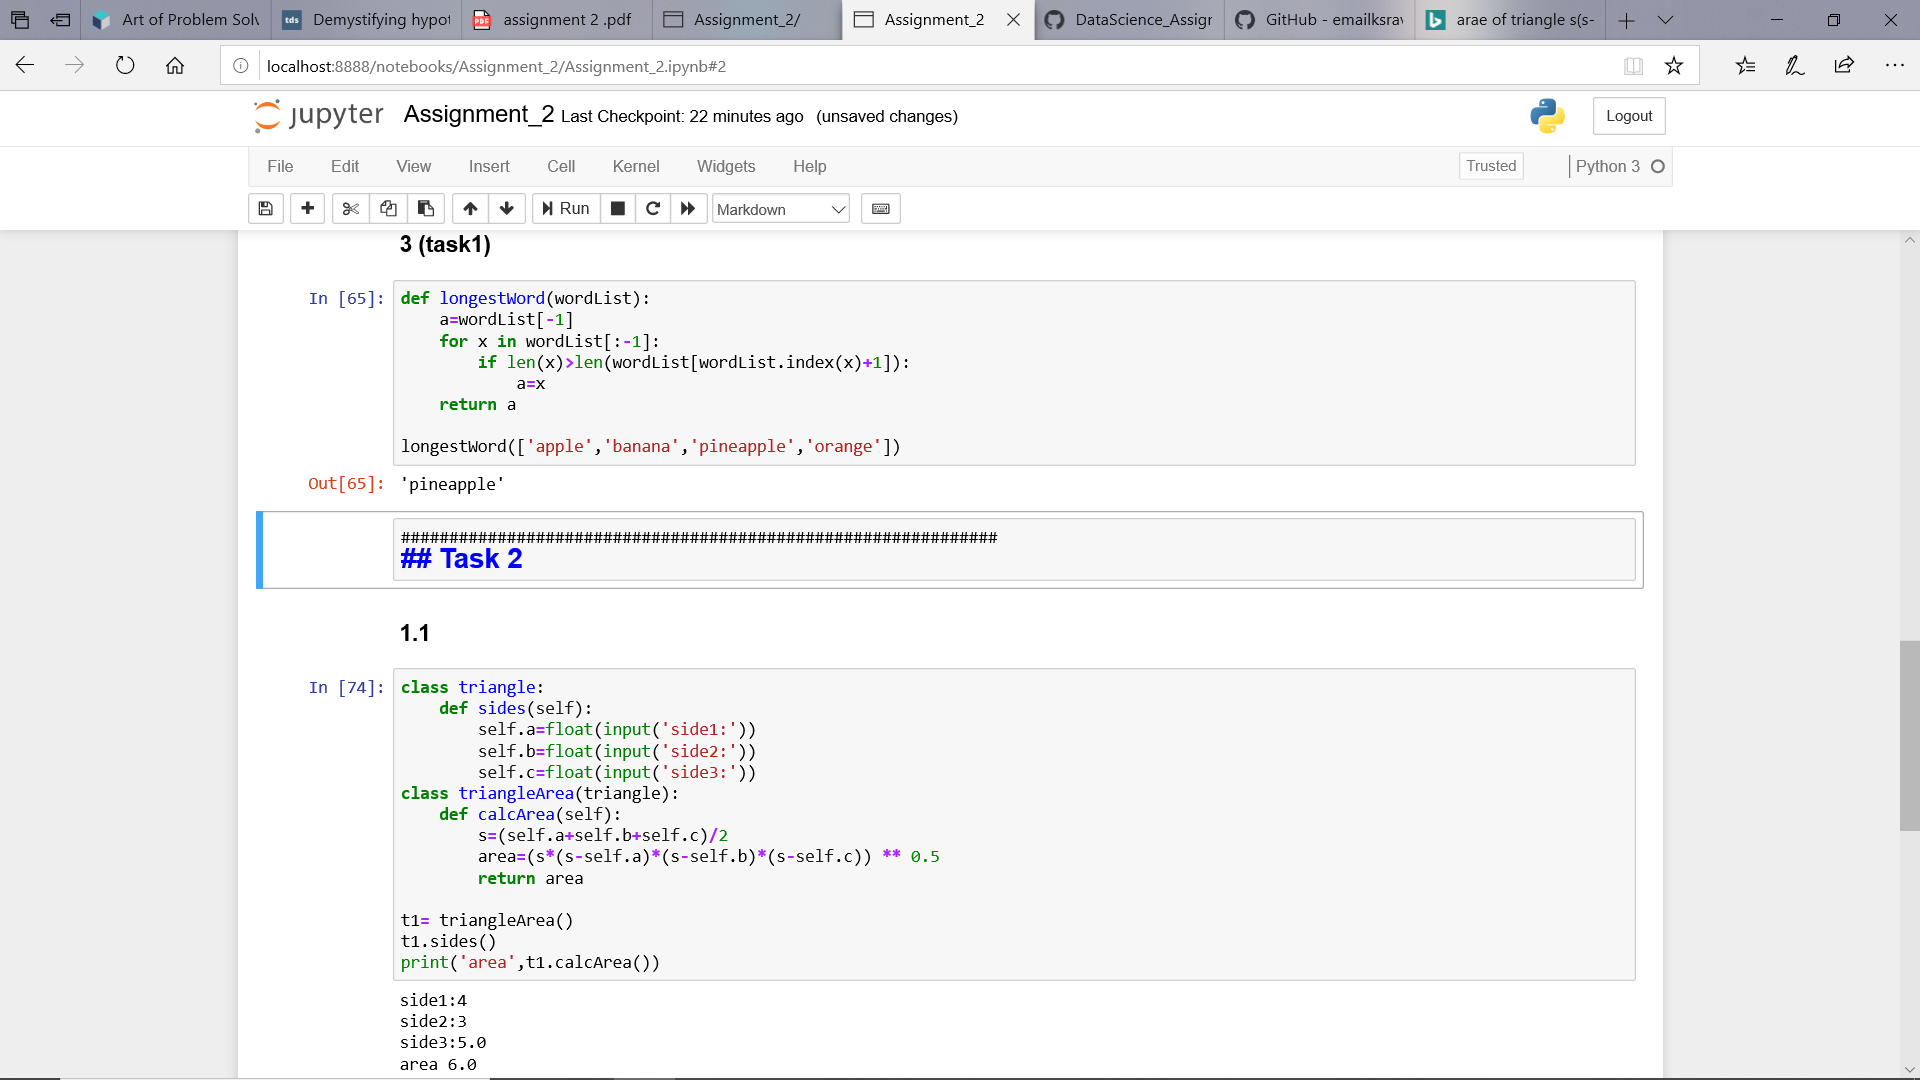 Art of Problem Solv
tds Demystifying hypot
PDF assignment 2 .pdf
Assignment_2/
Assignment_2
DataScience_Assigr
GitHub - emailksrav
b arae of triangle s(s-
localhost:8888/notebooks/Assignment_2/Assignment_2.ipynb#2
jupyter Assignment_2 Last Checkpoint: 22 minutes ago (unsaved changes)
Logout
File Edit View Insert Cell Kernel Widgets Help
Trusted
Python 3
Run
Markdown
3 (task1)
In [65]:
def longestWord(wordList):
    a=wordList[-1]
    for x in wordList[:-1]:
        if len(x)>len(wordList[wordList.index(x)+1]):
            a=x
    return a
longestWord(['apple','banana','pineapple','orange'])
Out[65]: 'pineapple'
##############################################################
## Task 2
1.1
In [74]:
class triangle:
    def sides(self):
        self.a=float(input('side1:'))
        self.b=float(input('side2:'))
        self.c=float(input('side3:'))
class triangleArea(triangle):
    def calcArea(self):
        s=(self.a+self.b+self.c)/2
        area=(s*(s-self.a)*(s-self.b)*(s-self.c)) ** 0.5
        return area
t1= triangleArea()
t1.sides()
print('area',t1.calcArea())
side1:4
side2:3
side3:5.0
area 6.0